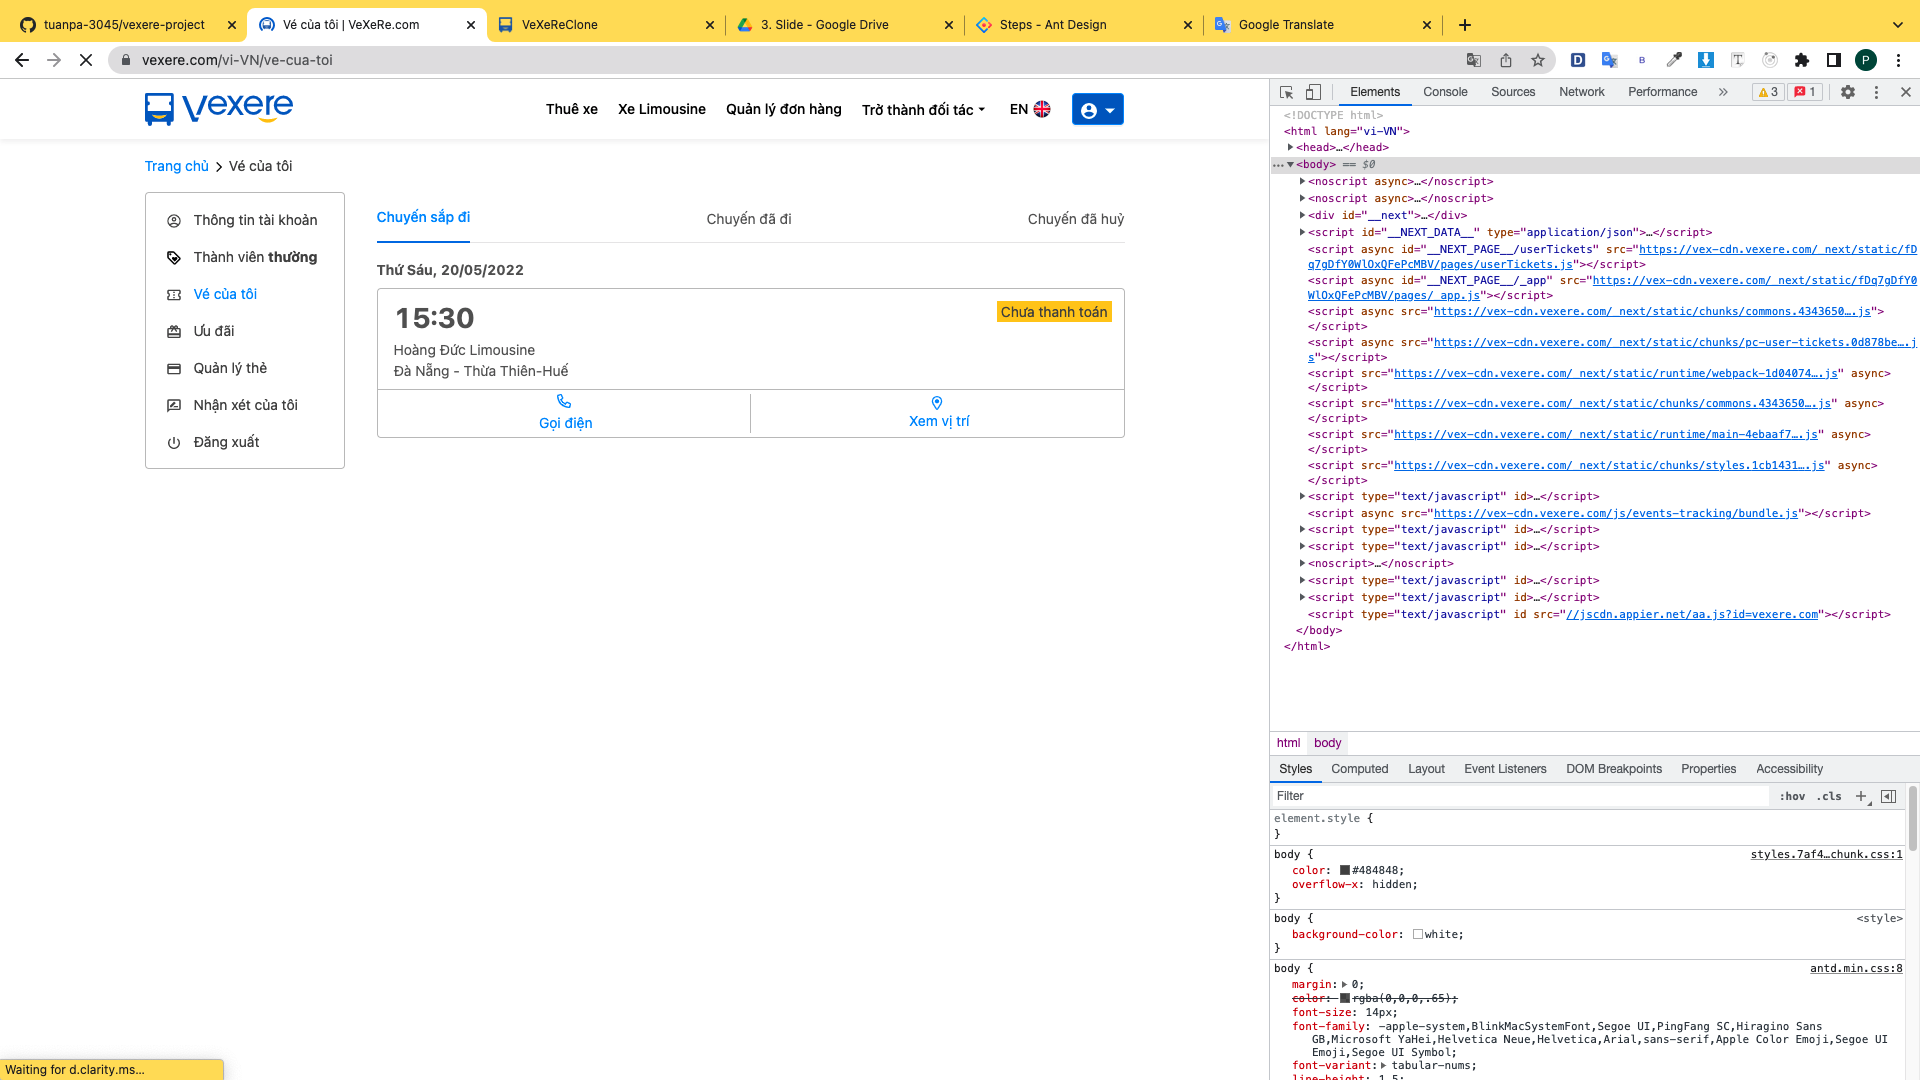 tuanpa-3045/vexere-project
Vé của tôi | VeXeRe.com
VeXeReClone
3. Slide - Google Drive
Steps - Ant Design
Google Translate
vexere.com/vi-VN/ve-cua-toi
P
vexere
Thuê xe
Xe Limousine
Quản lý đơn hàng
Trở thành đối tác
EN
Trang chủ > Vé của tôi
Thông tin tài khoản
Thành viên thường
Vé của tôi
Ưu đãi
Quản lý thẻ
Nhận xét của tôi
Đăng xuất
Chuyến sắp đi
Chuyến đã đi
Chuyến đã huỷ
Thứ Sáu, 20/05/2022
15:30
Chưa thanh toán
Hoàng Đức Limousine
Đà Nẵng - Thừa Thiên-Huế
Gọi điện
Xem vị trí
Waiting for d.clarity.ms...
Elements
Console
Sources
Network
Performance
3
1
<!DOCTYPE html>
<html lang="vi-VN">
<head>…</head>
<body> == $0
<noscript async>…</noscript>
<noscript async>…</noscript>
<div id="__next">…</div>
<script id="__NEXT_DATA__" type="application/json">…</script>
<script async id="__NEXT_PAGE__/userTickets" src="https://vex-cdn.vexere.com/_next/static/fD
q7gDfY0WlOxQFePcMBV/pages/userTickets.js"></script>
<script async id="__NEXT_PAGE__/_app" src="https://vex-cdn.vexere.com/_next/static/fDq7gDfY0
WlOxQFePcMBV/pages/_app.js"></script>
<script async src="https://vex-cdn.vexere.com/_next/static/chunks/commons.4343650….js">
</script>
<script async src="https://vex-cdn.vexere.com/_next/static/chunks/pc-user-tickets.0d878be….j
s"></script>
<script src="https://vex-cdn.vexere.com/_next/static/runtime/webpack-1d04074….js" async>
</script>
<script src="https://vex-cdn.vexere.com/_next/static/chunks/commons.4343650….js" async>
</script>
<script src="https://vex-cdn.vexere.com/_next/static/runtime/main-4ebaaf7….js" async>
</script>
<script src="https://vex-cdn.vexere.com/_next/static/chunks/styles.1cb1431….js" async>
</script>
<script type="text/javascript" id>…</script>
<script async src="https://vex-cdn.vexere.com/js/events-tracking/bundle.js"></script>
<script type="text/javascript" id>…</script>
<script type="text/javascript" id>…</script>
<noscript>…</noscript>
<script type="text/javascript" id>…</script>
<script type="text/javascript" id>…</script>
<script type="text/javascript" id src="//jscdn.appier.net/aa.js?id=vexere.com"></script>
</body>
</html>
html body
Styles
Computed
Layout
Event Listeners
DOM Breakpoints
Properties
Accessibility
Filter
:hov .cls +
element.style {
}
body {
styles.7af4…chunk.css:1
color: #484848;
overflow-x: hidden;
}
body {
<style>
background-color: white;
}
body {
antd.min.css:8
margin: 0;
color: rgba(0,0,0,.65);
font-size: 14px;
font-family: -apple-system,BlinkMacSystemFont,Segoe UI,PingFang SC,Hiragino Sans
GB,Microsoft YaHei,Helvetica Neue,Helvetica,Arial,sans-serif,Apple Color Emoji,Segoe UI
Emoji,Segoe UI Symbol;
font-variant: tabular-nums;
line-height: 1.5;